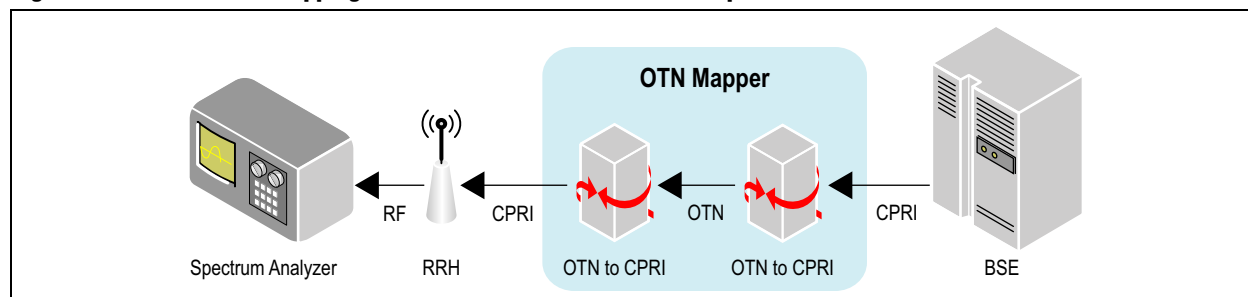 OTN Mapper
RF
CPRI
OTN
CPRI
Spectrum Analyzer
RRH
OTN to CPRI
OTN to CPRI
BSE